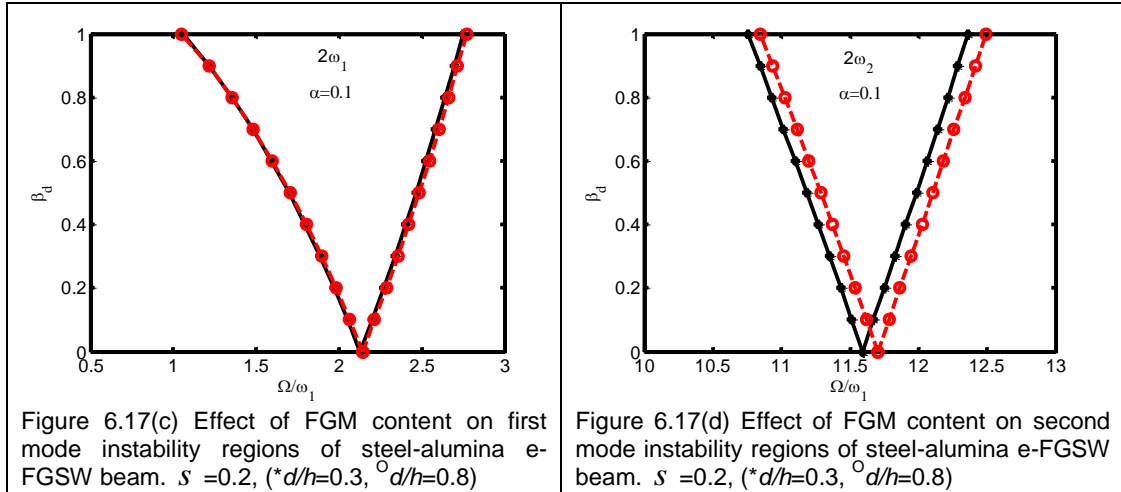 1
0.8
0.6
0.4
0.2
0
β_d
2ω₁
α=0.1
0.5 1 1.5 2 2.5 3
Ω/ω₁
Figure 6.17(c) Effect of FGM content on first
mode instability regions of steel-alumina e-
FGSW beam. s =0.2, (*d/h=0.3, ᴼd/h=0.8)
1
0.8
0.6
0.4
0.2
0
β_d
2ω₂
α=0.1
10 10.5 11 11.5 12 12.5 13
Ω/ω₁
Figure 6.17(d) Effect of FGM content on second
mode instability regions of steel-alumina e-FGSW
beam. s =0.2, (*d/h=0.3, ᴼd/h=0.8)